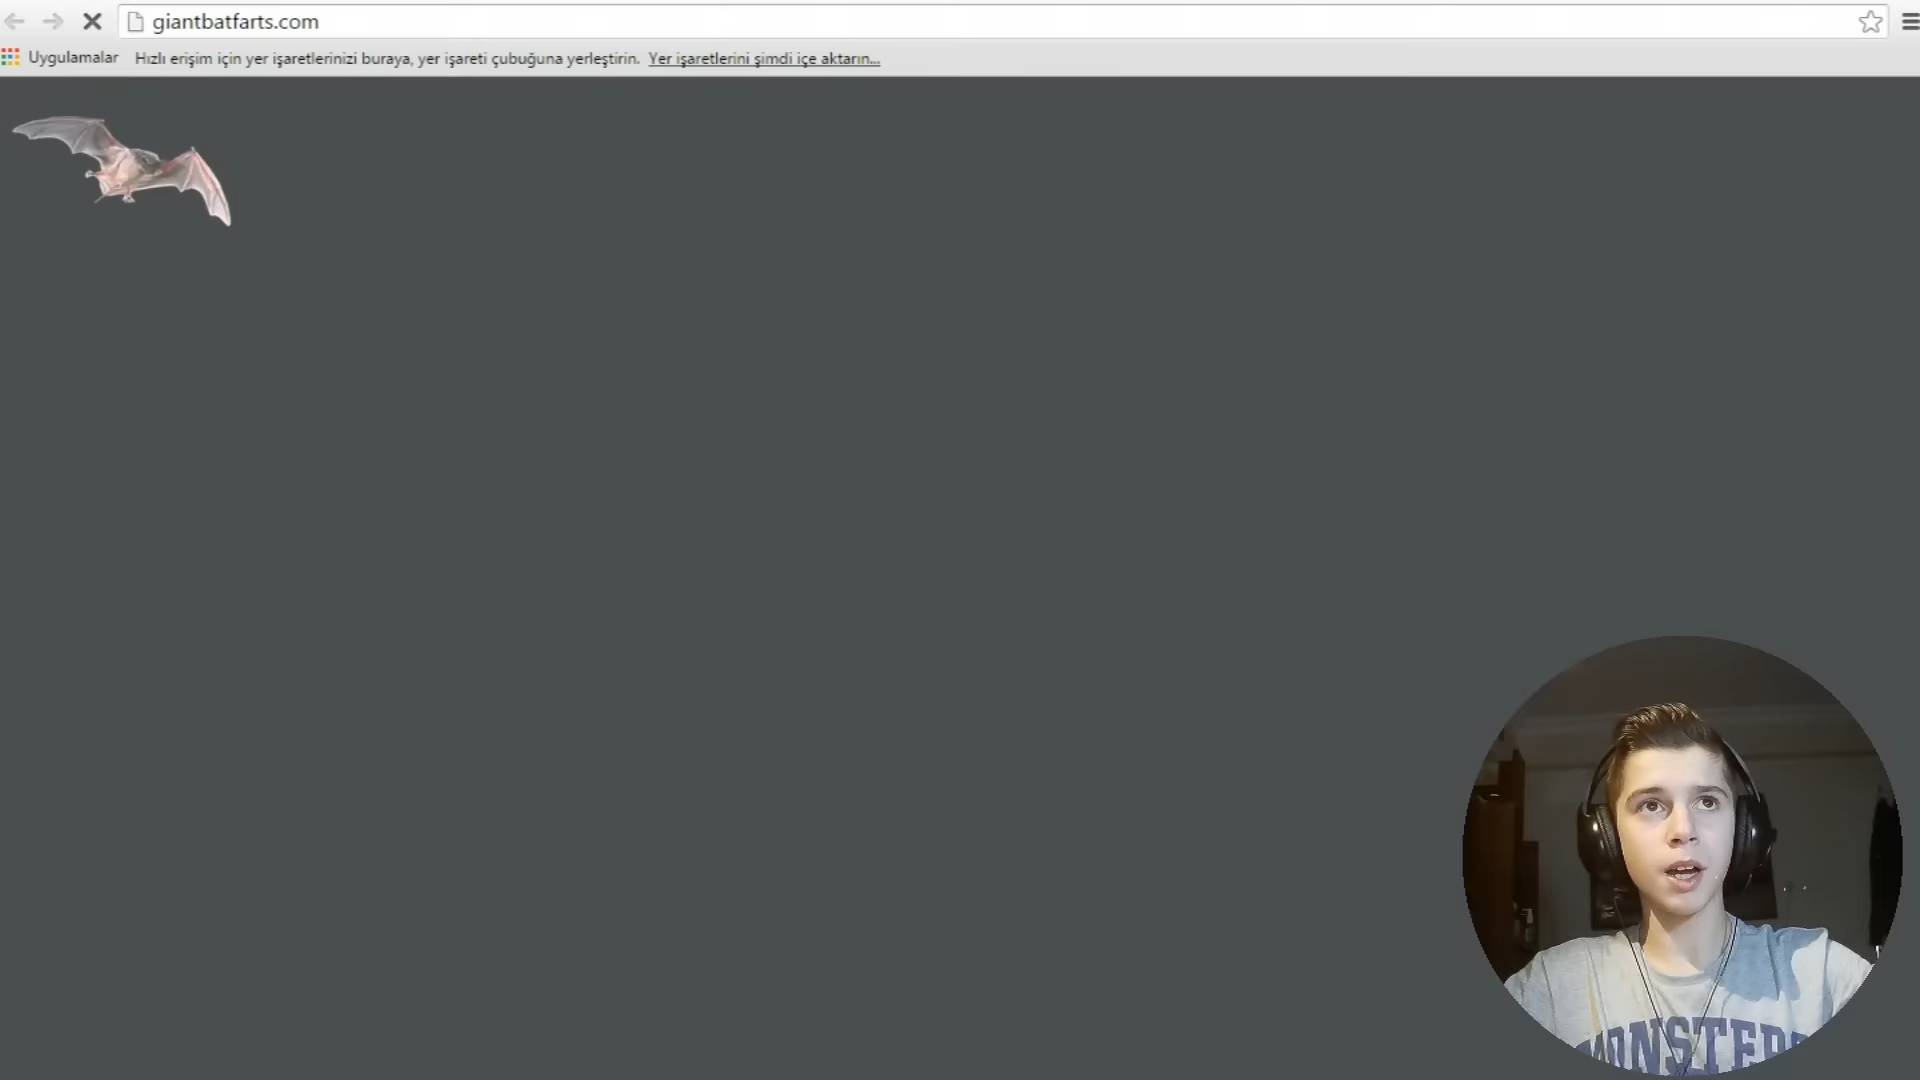 giantbatfarts.com
Uygulamalar Hızlı erişim için yer işaretlerinizi buraya, yer işareti çubuğuna yerleştirin. Yer işaretlerini şimdi içe aktarın...